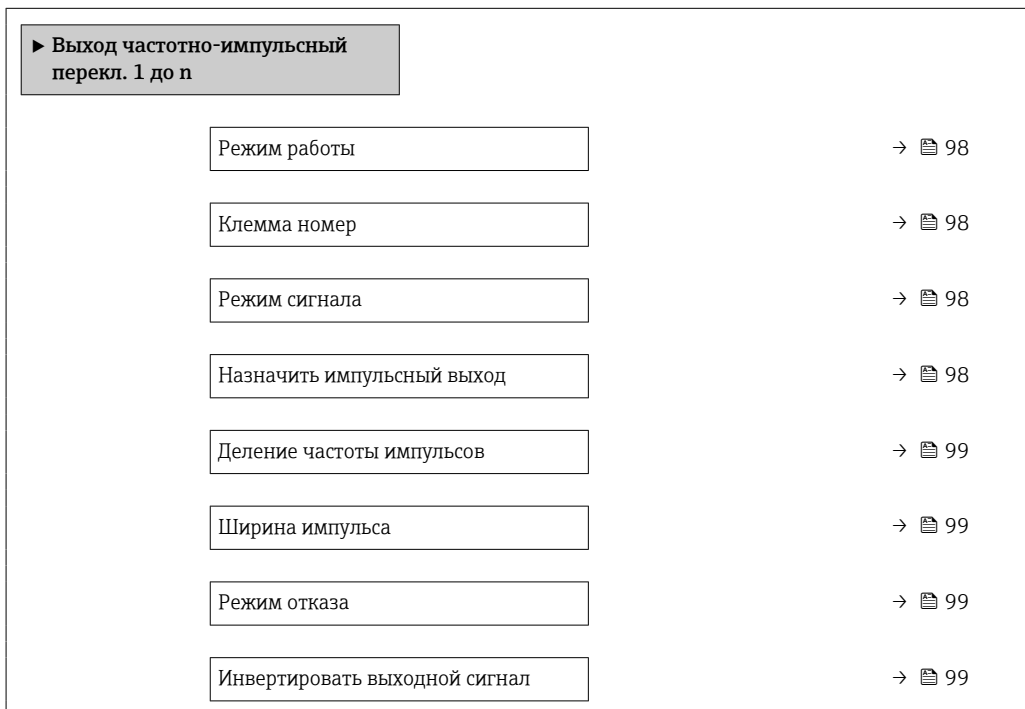 ▶ Выход частотно-импульсный
перекл. 1 до n
Режим работы → 98
Клемма номер → 98
Режим сигнала → 98
Назначить импульсный выход → 98
Деление частоты импульсов → 99
Ширина импульса → 99
Режим отказа → 99
Инвертировать выходной сигнал → 99